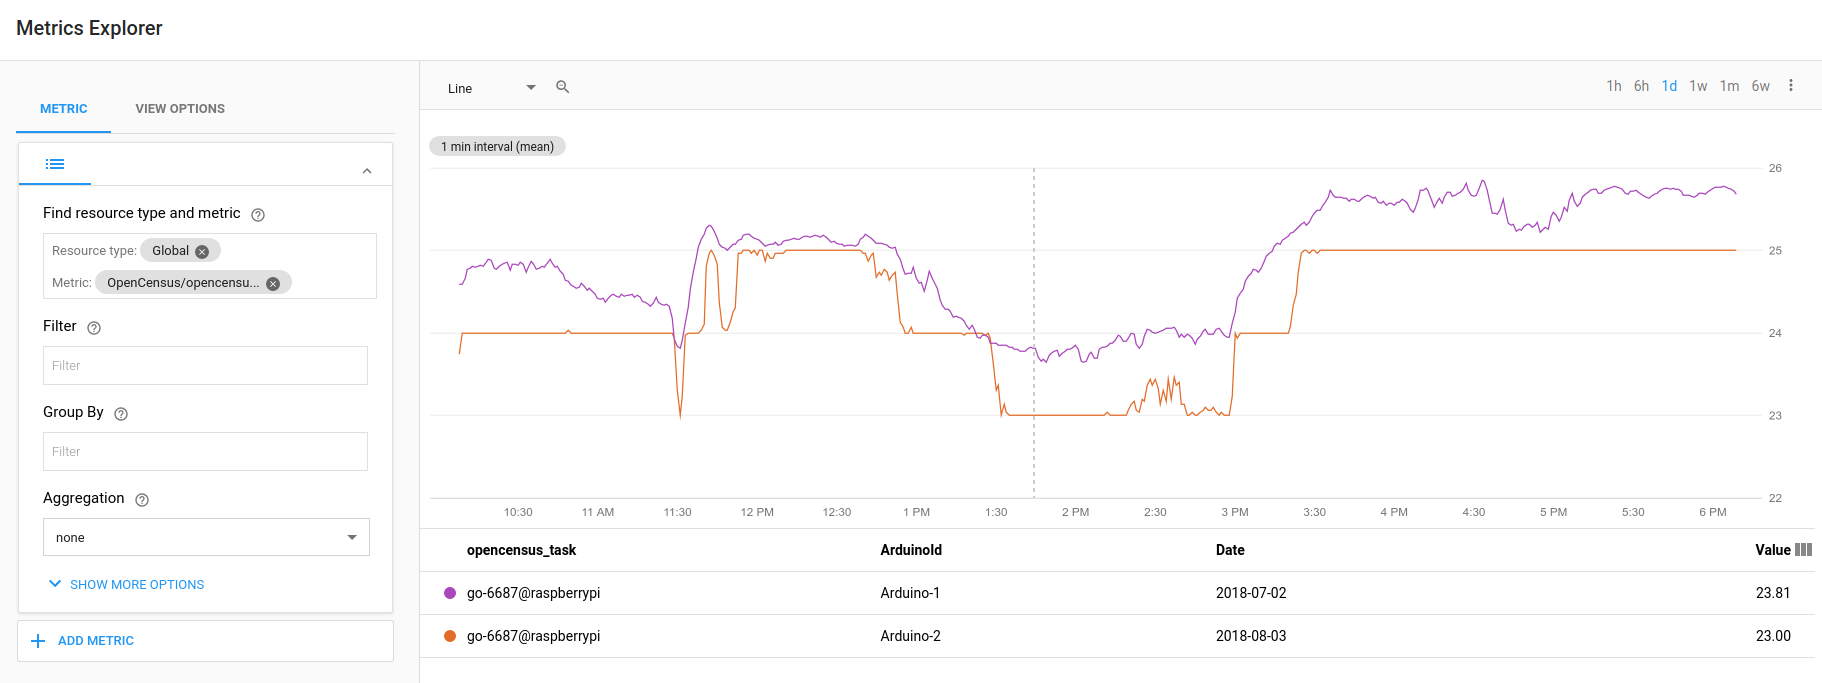 Metrics Explorer
METRIC VIEW OPTIONS
Find resource type and metric
Resource type: Global
Metric: OpenCensus/opencensu...
Filter
Filter
Group By
Filter
Aggregation
none
SHOW MORE OPTIONS
ADD METRIC
Line 1h 6h 1d 1w 1m 6w
1 min interval (mean)
26
25
24
23
22
10:30 11 AM 11:30 12 PM 12:30 1 PM 1:30 2 PM 2:30 3 PM 3:30 4 PM 4:30 5 PM 5:30 6 PM
opencensus_task ArduinoId Date Value
go-6687@raspberrypi Arduino-1 2018-07-02 23.81
go-6687@raspberrypi Arduino-2 2018-08-03 23.00